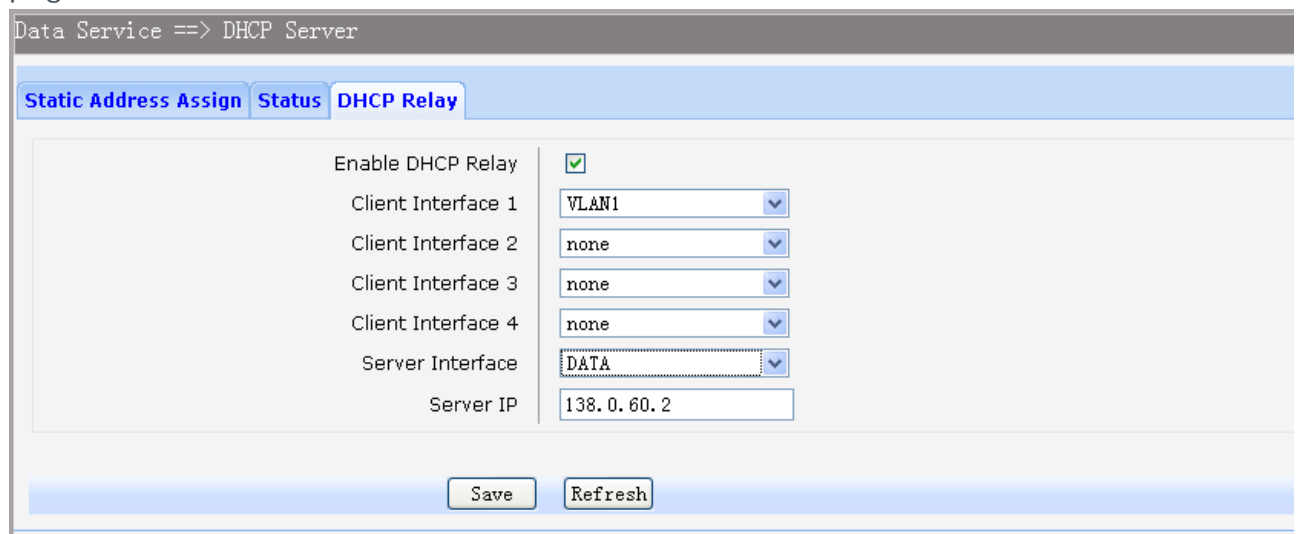 Data Service ==> DHCP Server
Static Address Assign Status DHCP Relay
Enable DHCP Relay
Client Interface 1 VLAN1
Client Interface 2 none
Client Interface 3 none
Client Interface 4 none
Server Interface DATA
Server IP 138.0.60.2
Save Refresh